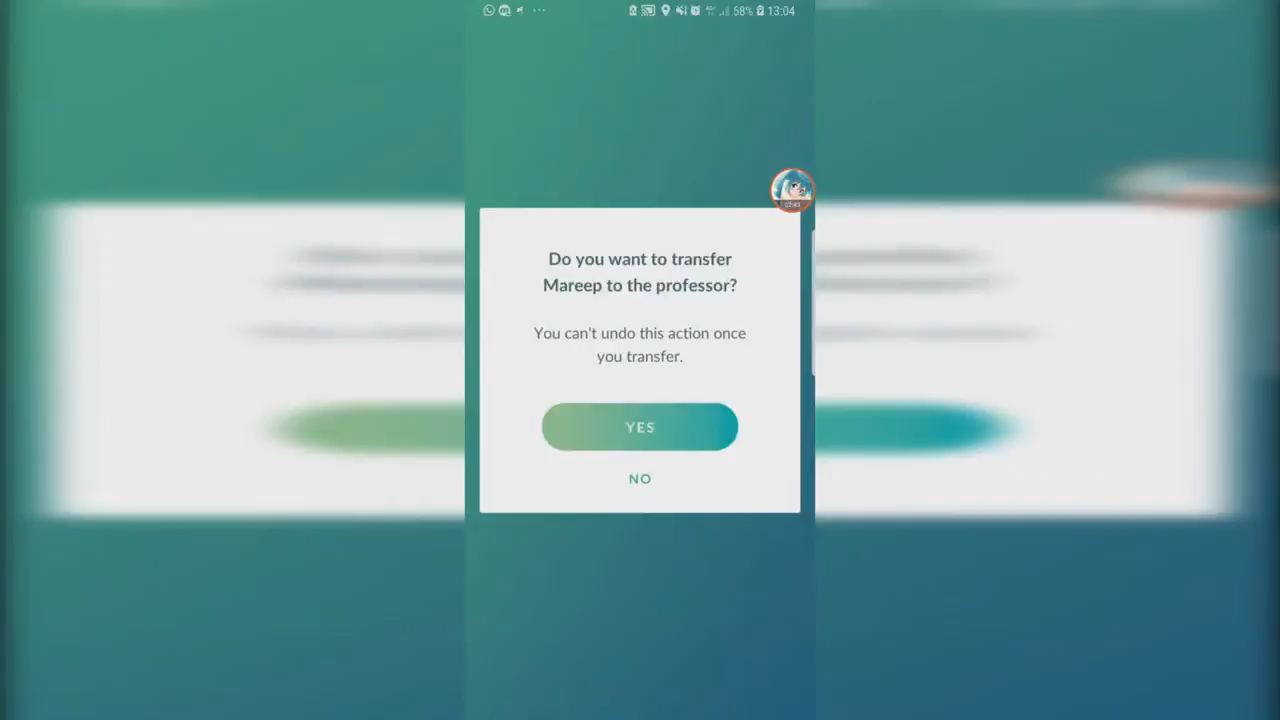 58% 13:04
Do you want to transfer
Mareep to the professor?
You can't undo this action once
you transfer.
YES
NO